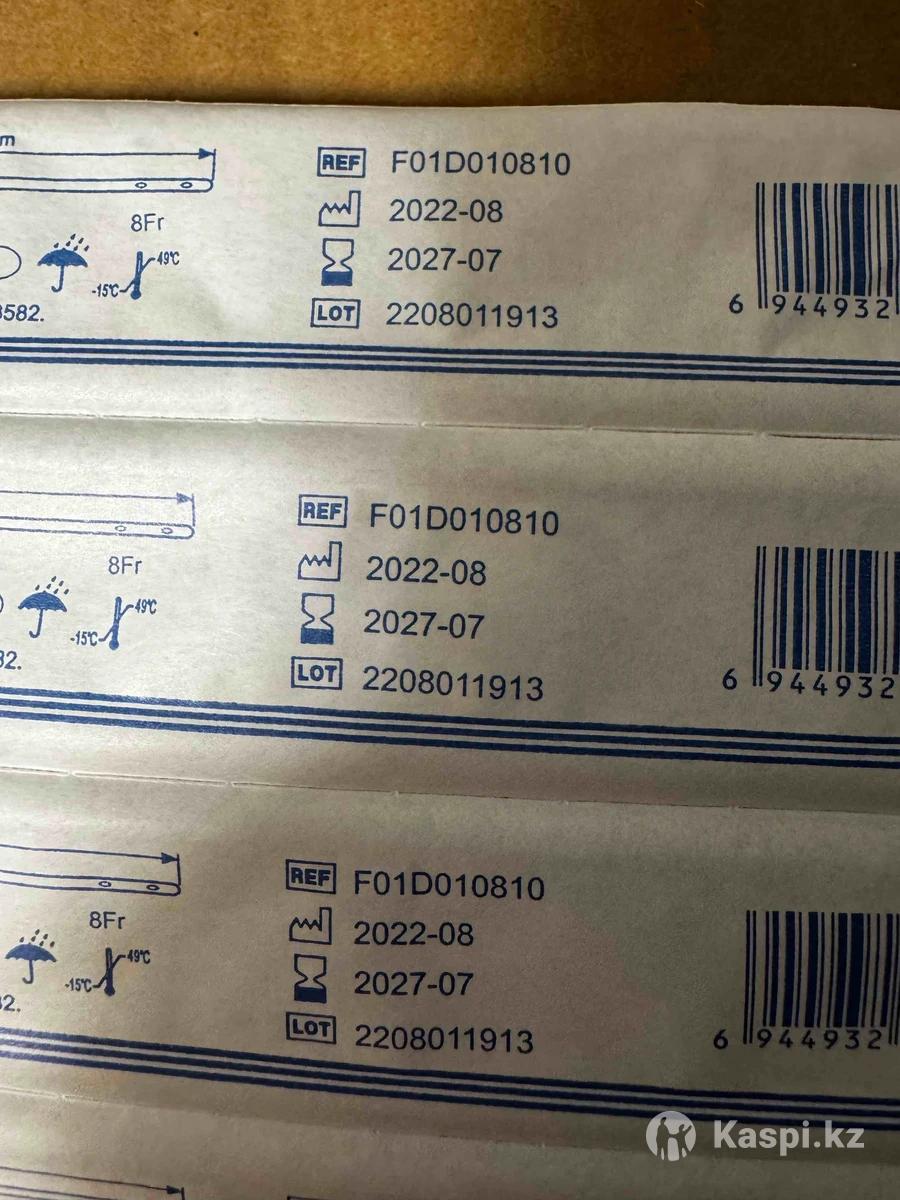 m
REF F01D010810
2022-08
8Fr
2027-07
49℃
-15℃
3582.
LOT 2208011913
6 944932
REF F01D010810
8Fr
2022-08
49℃
-15℃
2027-07
32.
LOT 2208011913
6 944932
REF F01D010810
8Fr
2022-08
49℃
-15℃
2027-07
32.
LOT 2208011913
6 944932
Kaspi.kz